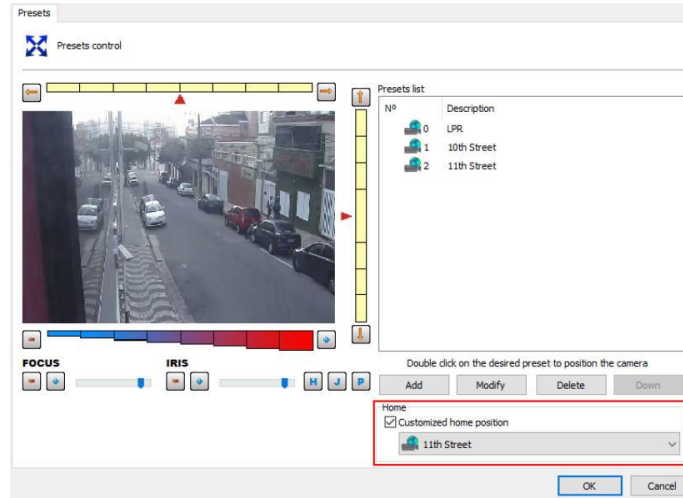 Presets
Presets control
Presets list
Nº Description
0 LPR
1 10th Street
2 11th Street
Double click on the desired preset to position the camera
FOCUS IRIS
H J P
Add Modify Delete Down
Home
Customized home position
11th Street
OK Cancel